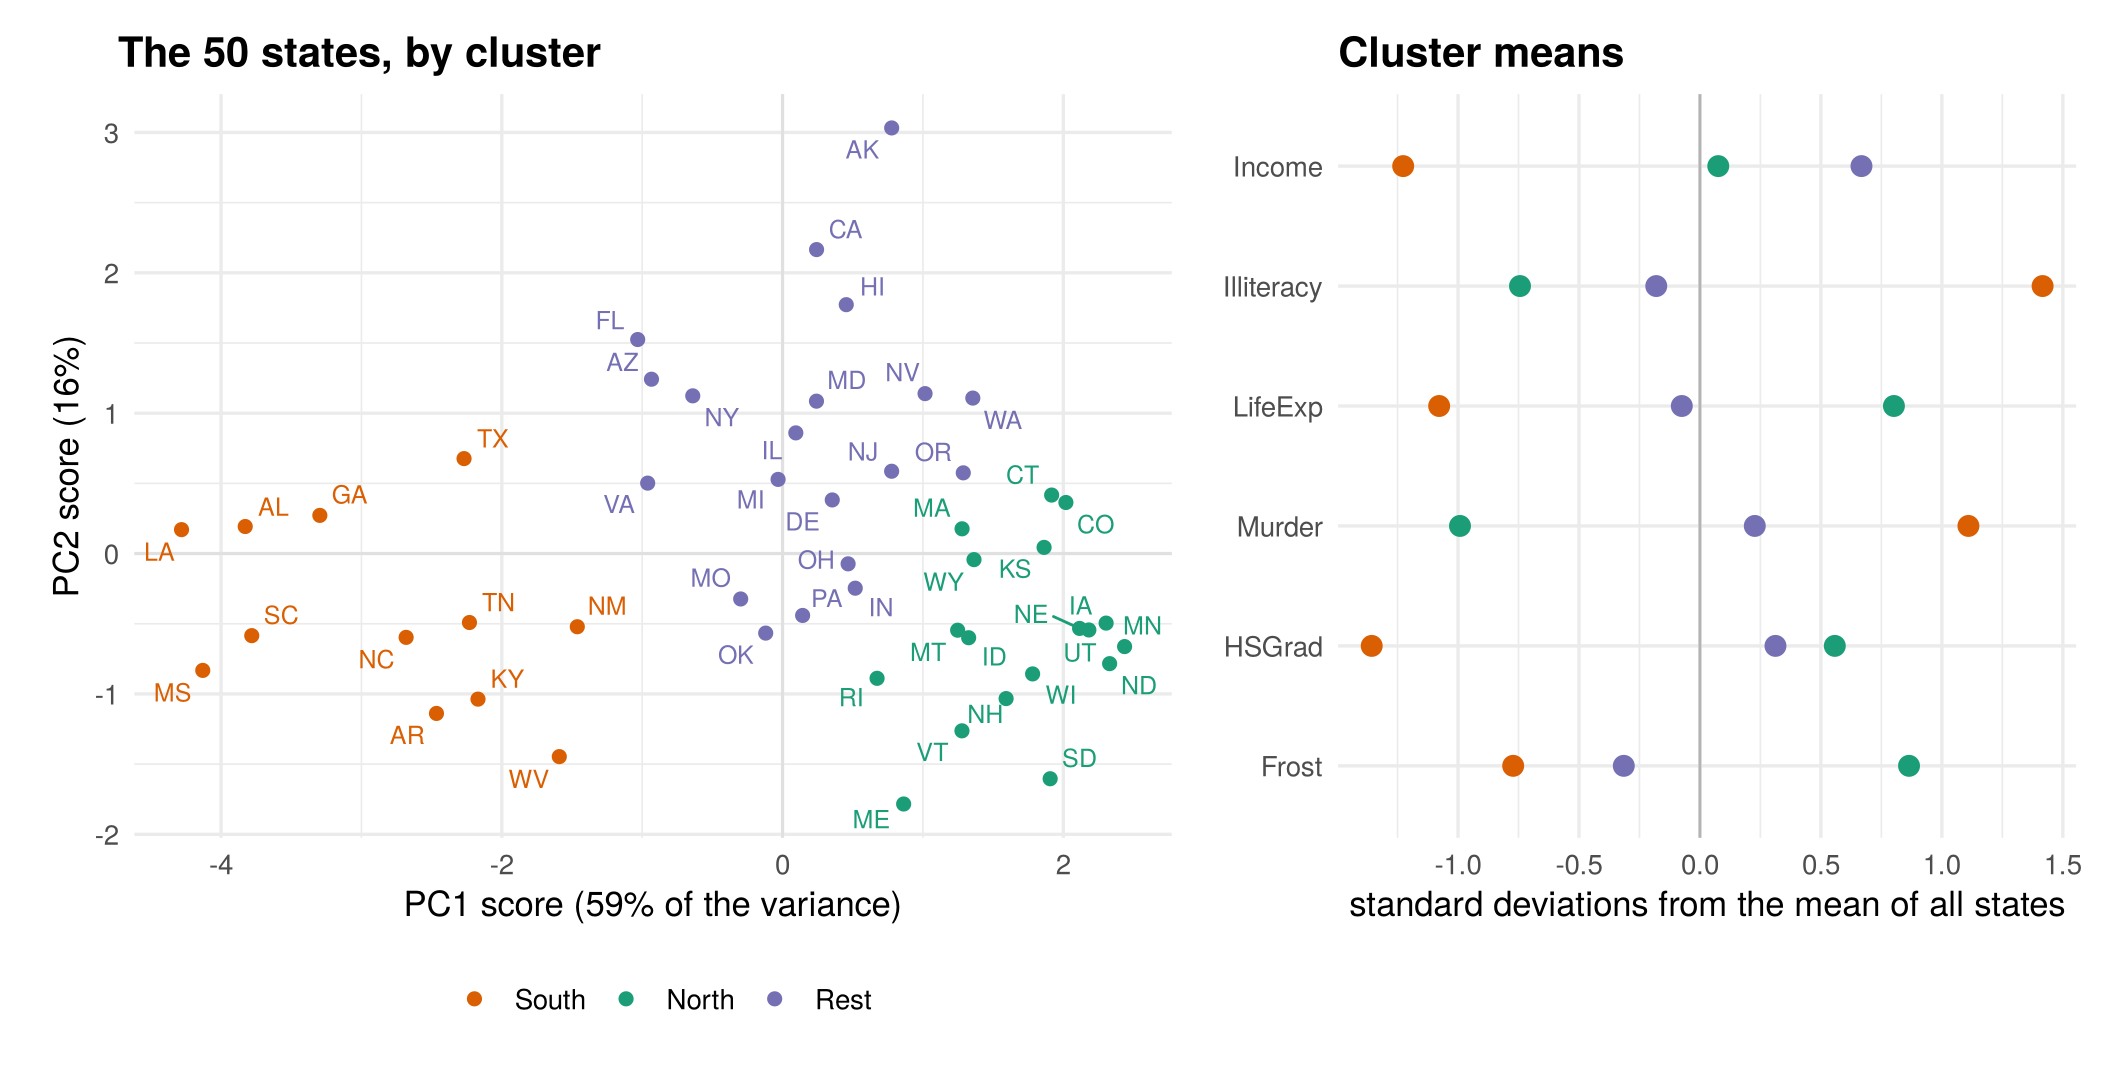 The 50 states, by cluster
3
2
1
0
-1
-2
PC2 score (16%)
AK
CA
HI
FL
AZ
NY
MD
NV
WA
IL
NJ
OR
VA
MI
DE
CT
MA
CO
TX
GA
AL
LA
OH
WY
KS
MO
PA
IN
OK
SC
TN
NM
NC
MS
KY
AR
WV
NE
IA
MN
MT
ID
UT
ND
RI
WI
NH
VT
SD
ME
-4
-2
0
2
PC1 score (59% of the variance)
South
North
Rest
Cluster means
Income
Illiteracy
LifeExp
Murder
HSGrad
Frost
-1.0
-0.5
0.0
0.5
1.0
1.5
standard deviations from the mean of all states